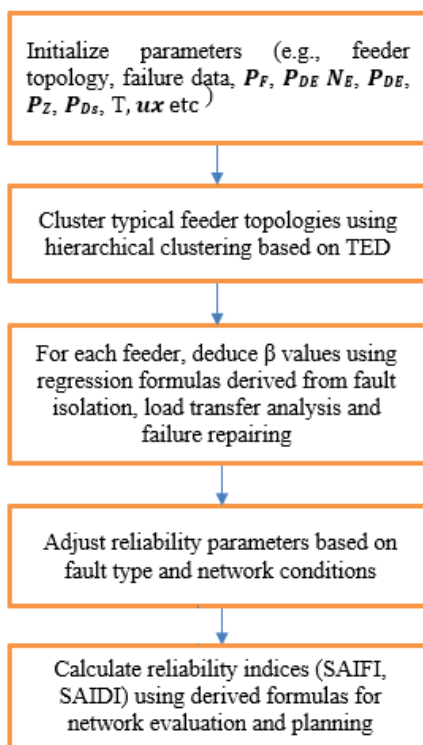 Initialize parameters (e.g., feeder
topology, failure data, P_F, P_DE N_E, P_DE,
P_Z, P_Ds, T, ux etc )
Cluster typical feeder topologies using
hierarchical clustering based on TED
For each feeder, deduce β values using
regression formulas derived from fault
isolation, load transfer analysis and
failure repairing
Adjust reliability parameters based on
fault type and network conditions
Calculate reliability indices (SAIFI,
SAIDI) using derived formulas for
network evaluation and planning